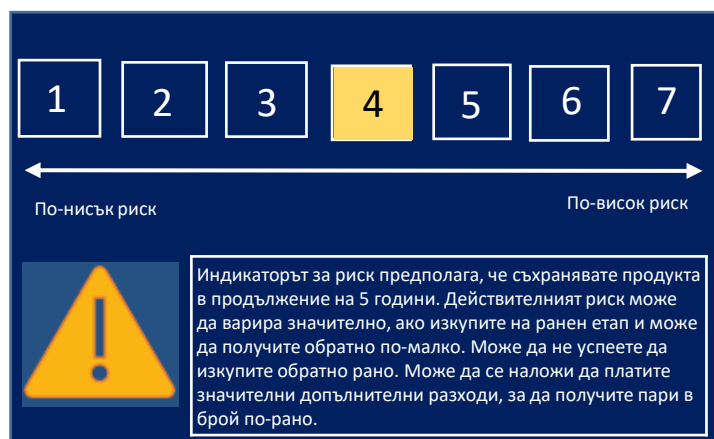 1 2 3 4 5 6 7
По-нисък риск
По-висок риск
Индикаторът за риск предполага, че съхранявате продукта
в продължение на 5 години. Действителният риск може
да варира значително, ако изкупите на ранен етап и може
да получите обратно по-малко. Може да не успеете да
изкупите обратно рано. Може да се наложи да платите
значителни допълнителни разходи, за да получите пари в
брой по-рано.